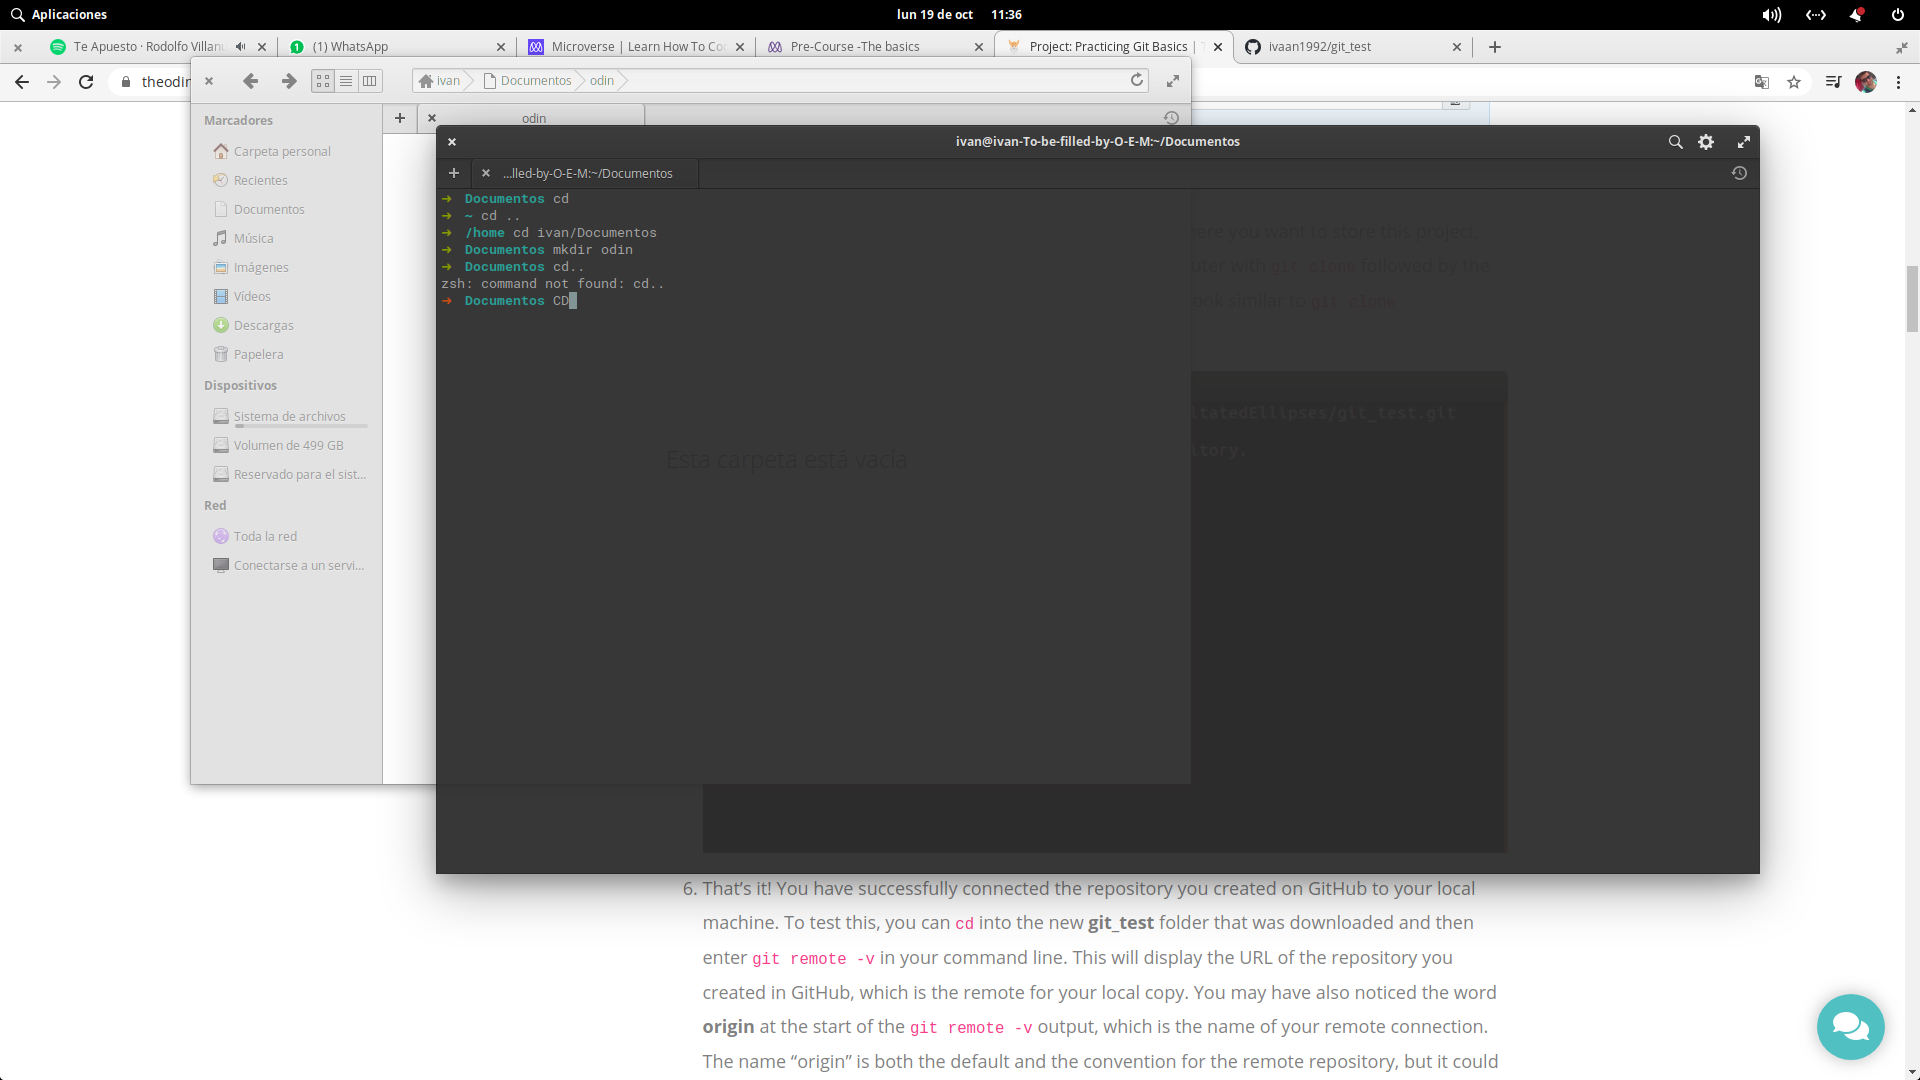 Aplicaciones
lun 19 de oct 11:36
Te Apuesto · Rodolfo Villan
(1) WhatsApp
Microverse | Learn How To Co
Pre-Course -The basics
Project: Practicing Git Basics |
ivaan1992/git_test
theodin
ivan
Documentos
odin
odin
Marcadores
Carpeta personal
Recientes
Documentos
Música
Imágenes
Vídeos
Descargas
Papelera
Dispositivos
Sistema de archivos
Volumen de 499 GB
Reservado para el sist...
Red
Toda la red
Conectarse a un servi...
ivan@ivan-To-be-filled-by-O-E-M:~/Documentos
...lled-by-O-E-M:~/Documentos
➜ Documentos cd
➜ ~ cd ..
➜ /home cd ivan/Documentos
➜ Documentos mkdir odin
➜ Documentos cd..
zsh: command not found: cd..
➜ Documentos CD
ere you want to store this project.
uter with git clone followed by the
ook similar to git clone
Esta carpeta está vacía
ltatedEllipses/git_test.git
itory.
6. That's it! You have successfully connected the repository you created on GitHub to your local
machine. To test this, you can cd into the new git_test folder that was downloaded and then
enter git remote -v in your command line. This will display the URL of the repository you
created in GitHub, which is the remote for your local copy. You may have also noticed the word
origin at the start of the git remote -v output, which is the name of your remote connection.
The name “origin” is both the default and the convention for the remote repository, but it could